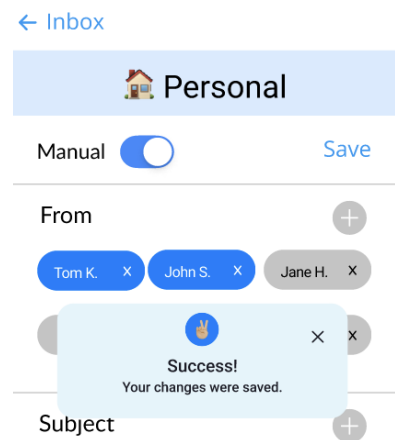 ← Inbox
🏠 Personal
Manual
Save
From
Tom K. x John S. x Jane H. x
x
Success!
Your changes were saved.
Subject